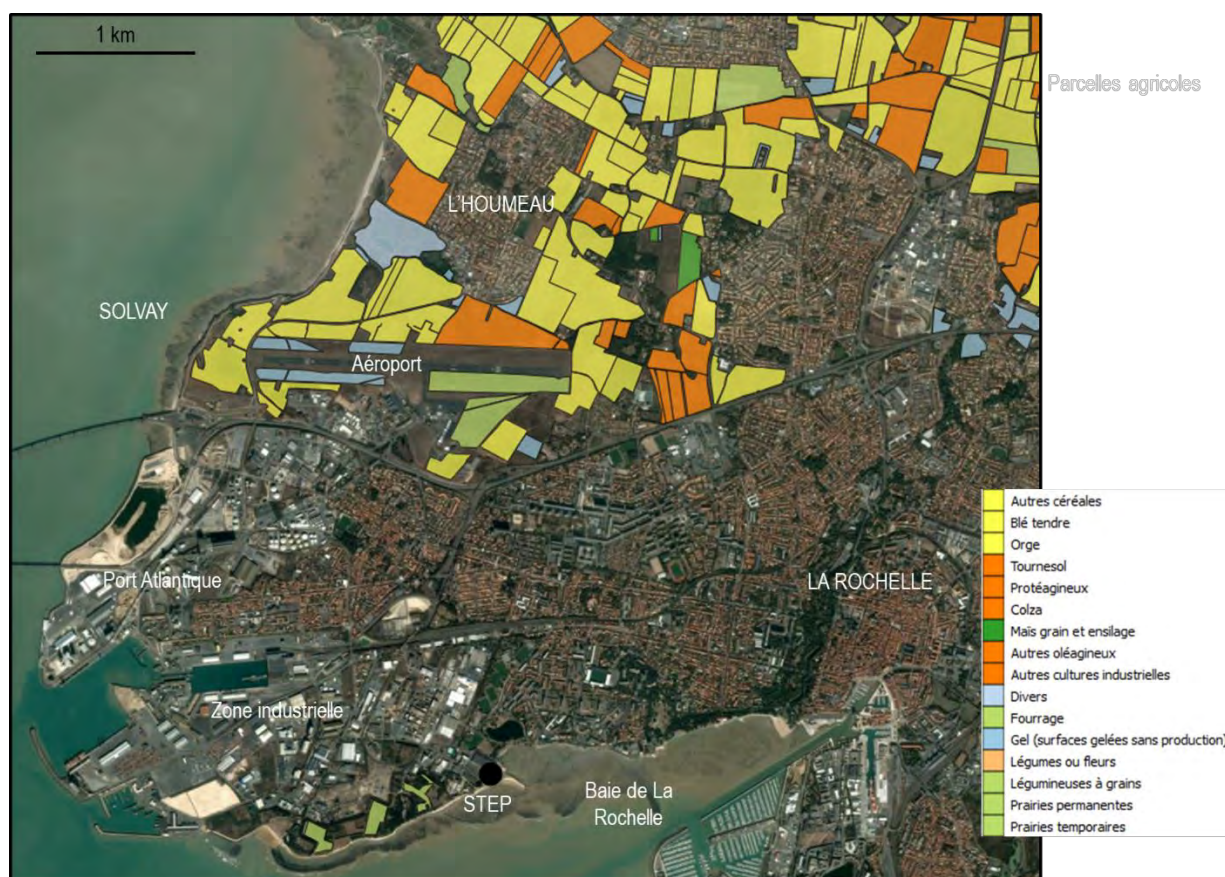 1 km
Parcelles agricoles
L'HOUMEAU
SOLVAY
Aéroport
Port Atlantique
LA ROCHELLE
Zone industrielle
STEP
Baie de La
Rochelle
Autres céréales
Blé tendre
Orge
Tournesol
Protéagineux
Colza
Maïs grain et ensilage
Autres oléagineux
Autres cultures industrielles
Divers
Fourrage
Gel (surfaces gelées sans production)
Légumes ou fleurs
Légumineuses à grains
Prairies permanentes
Prairies temporaires